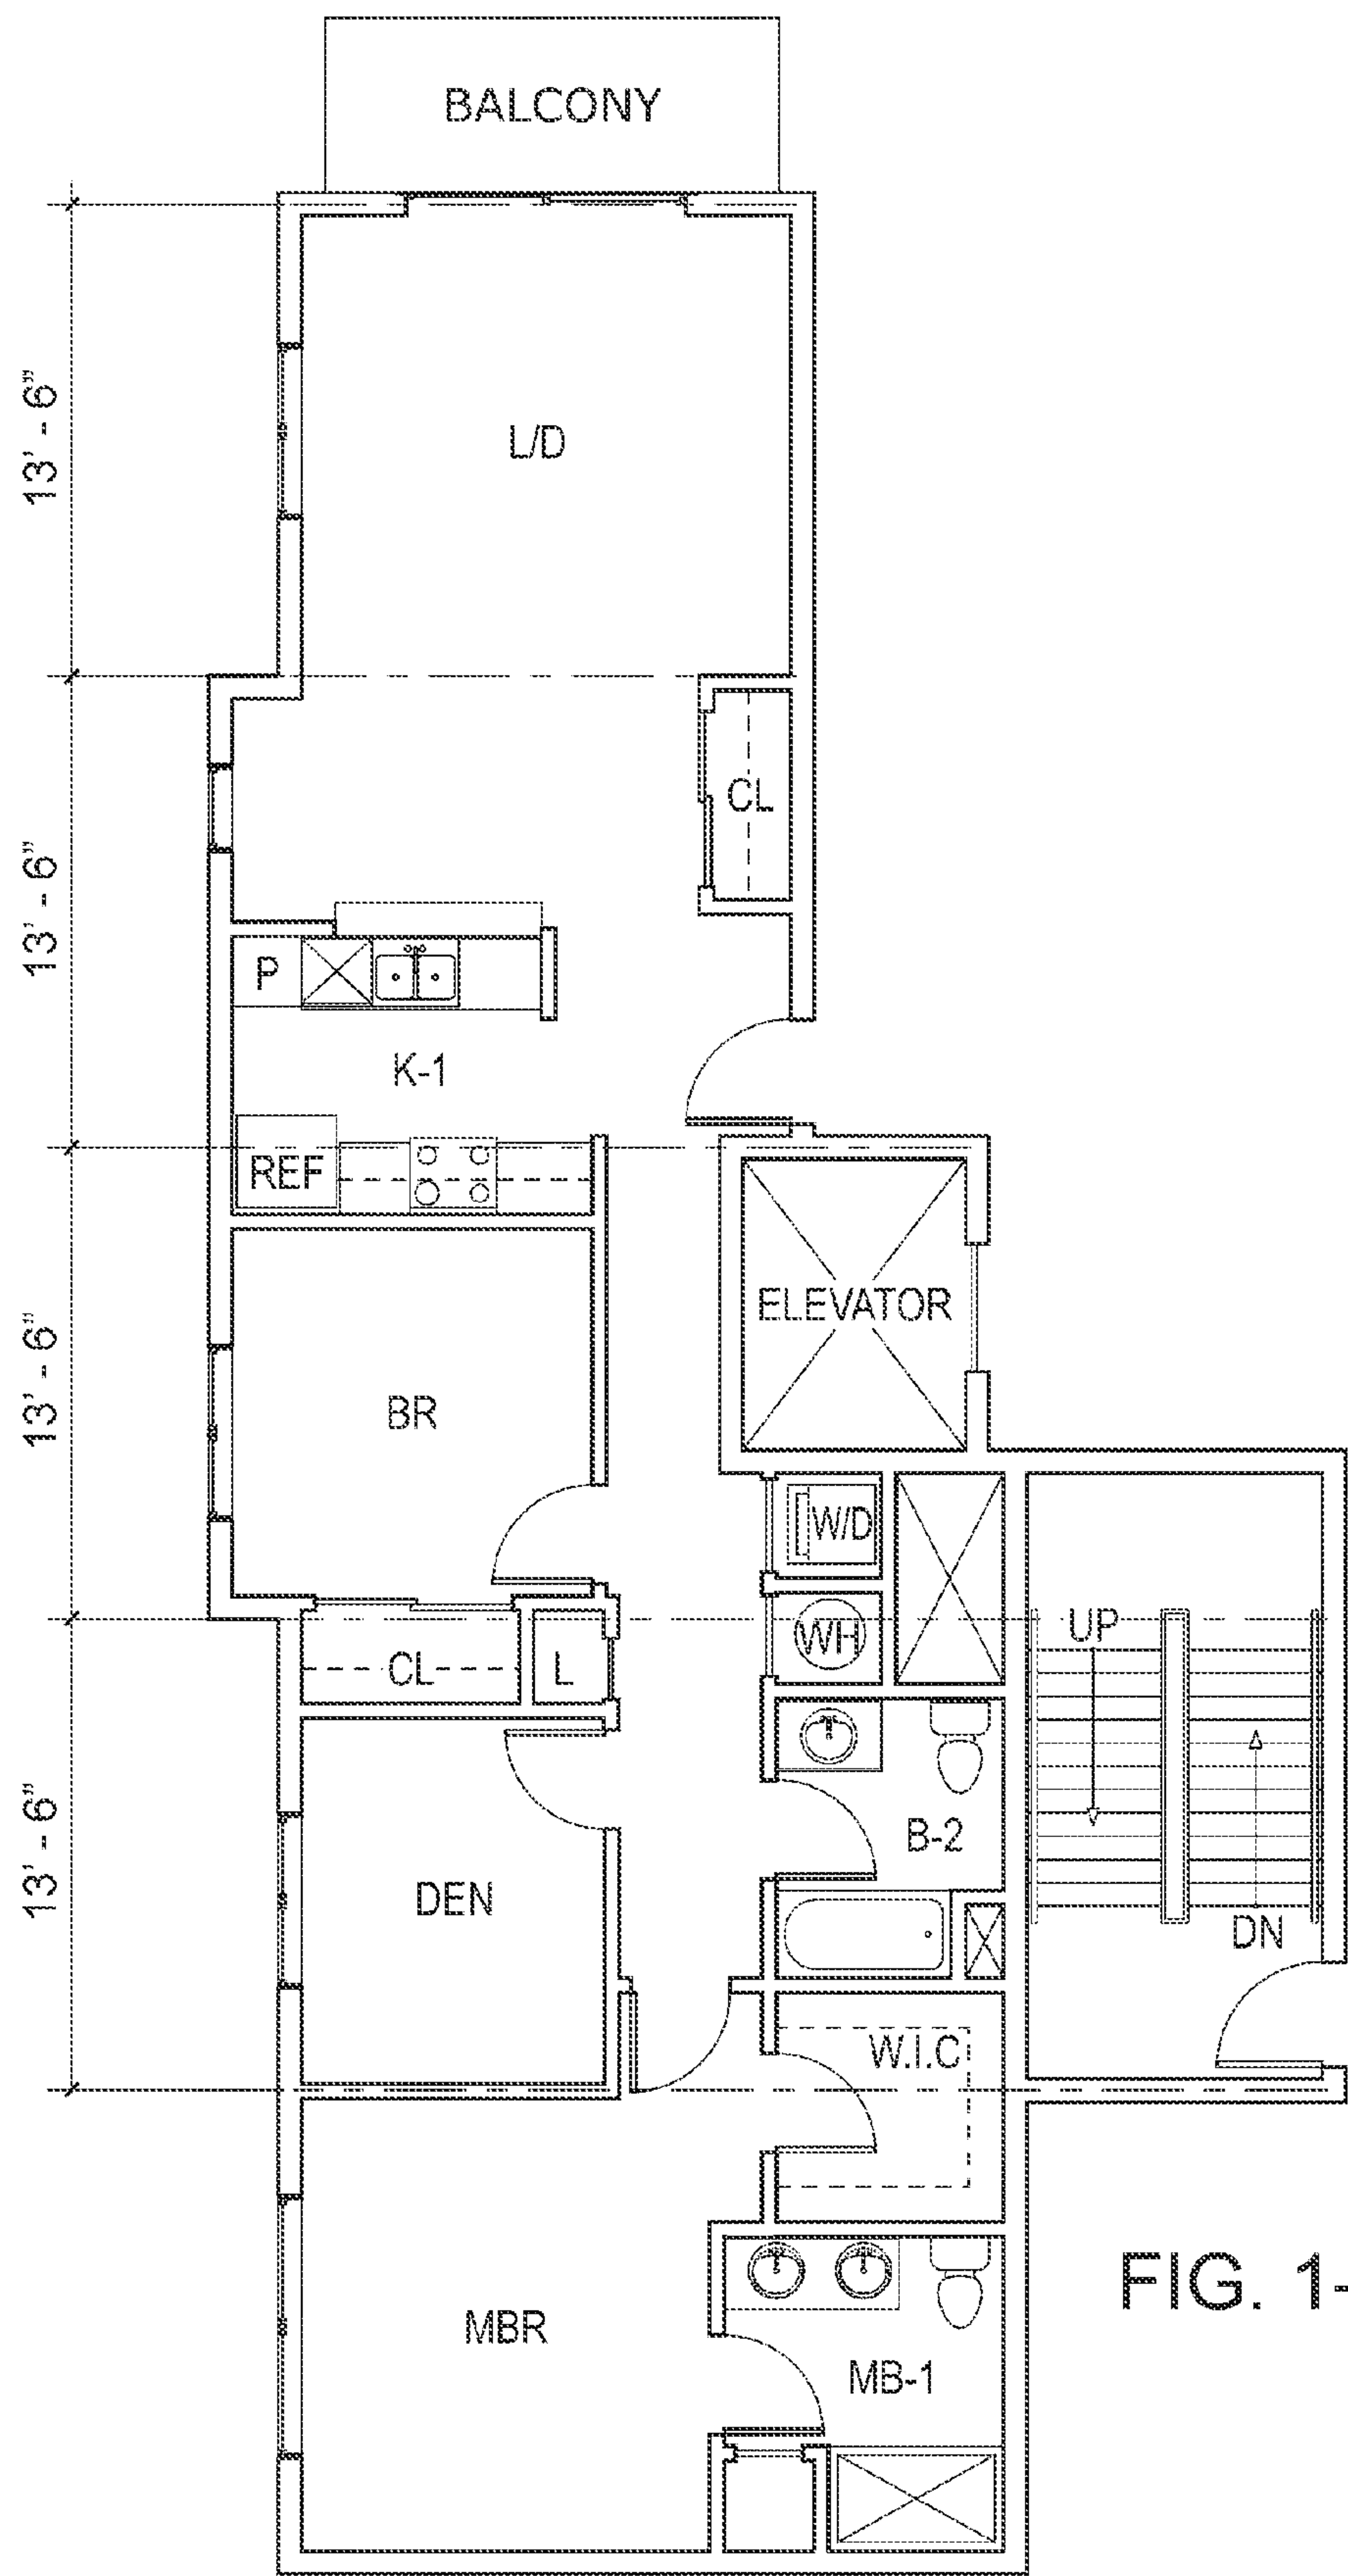 BALCONY
13' - 6"
L/D
13' - 6"
CL
P
K-1
REF
13' - 6"
ELEVATOR
BR
W/D
WH
UP
CL
L
13' - 6"
B-2
DEN
DN
W.I.C
FIG. 1-
MBR
MB-1